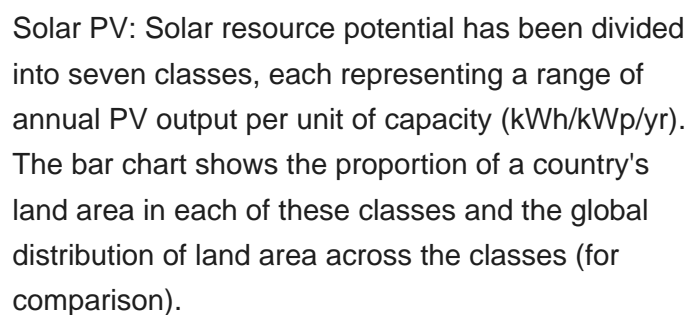 Solar PV: Solar resource potential has been divided
into seven classes, each representing a range of
annual PV output per unit of capacity (kWh/kWp/yr).
The bar chart shows the proportion of a country's
land area in each of these classes and the global
distribution of land area across the classes (for
comparison).